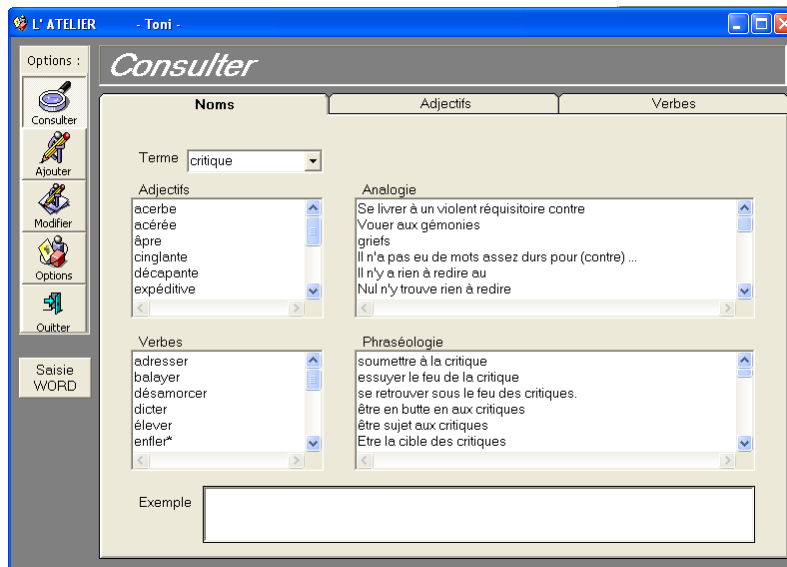 L' ATELIER - Toni -
Options :
Consulter
Ajouter
Modifier
Options
Quitter
Saisie
WORD
Consulter
Noms
Adjectifs
Verbes
Terme
critique
Adjectifs
acerbe
acérée
âpre
cinglante
décapante
expéditive
Analogie
Se livrer à un violent réquisitoire contre
Vouer aux gémonies
griefs
Il n'a pas eu de mots assez durs pour (contre) ...
Il n'y a rien à redire au
Nul n'y trouve rien à redire
Verbes
adresser
balayer
désamorcer
dicter
élever
enfler*
Phraséologie
soumettre à la critique
essuyer le feu de la critique
se retrouver sous le feu des critiques.
être en butte en aux critiques
être sujet aux critiques
Etre la cible des critiques
Exemple